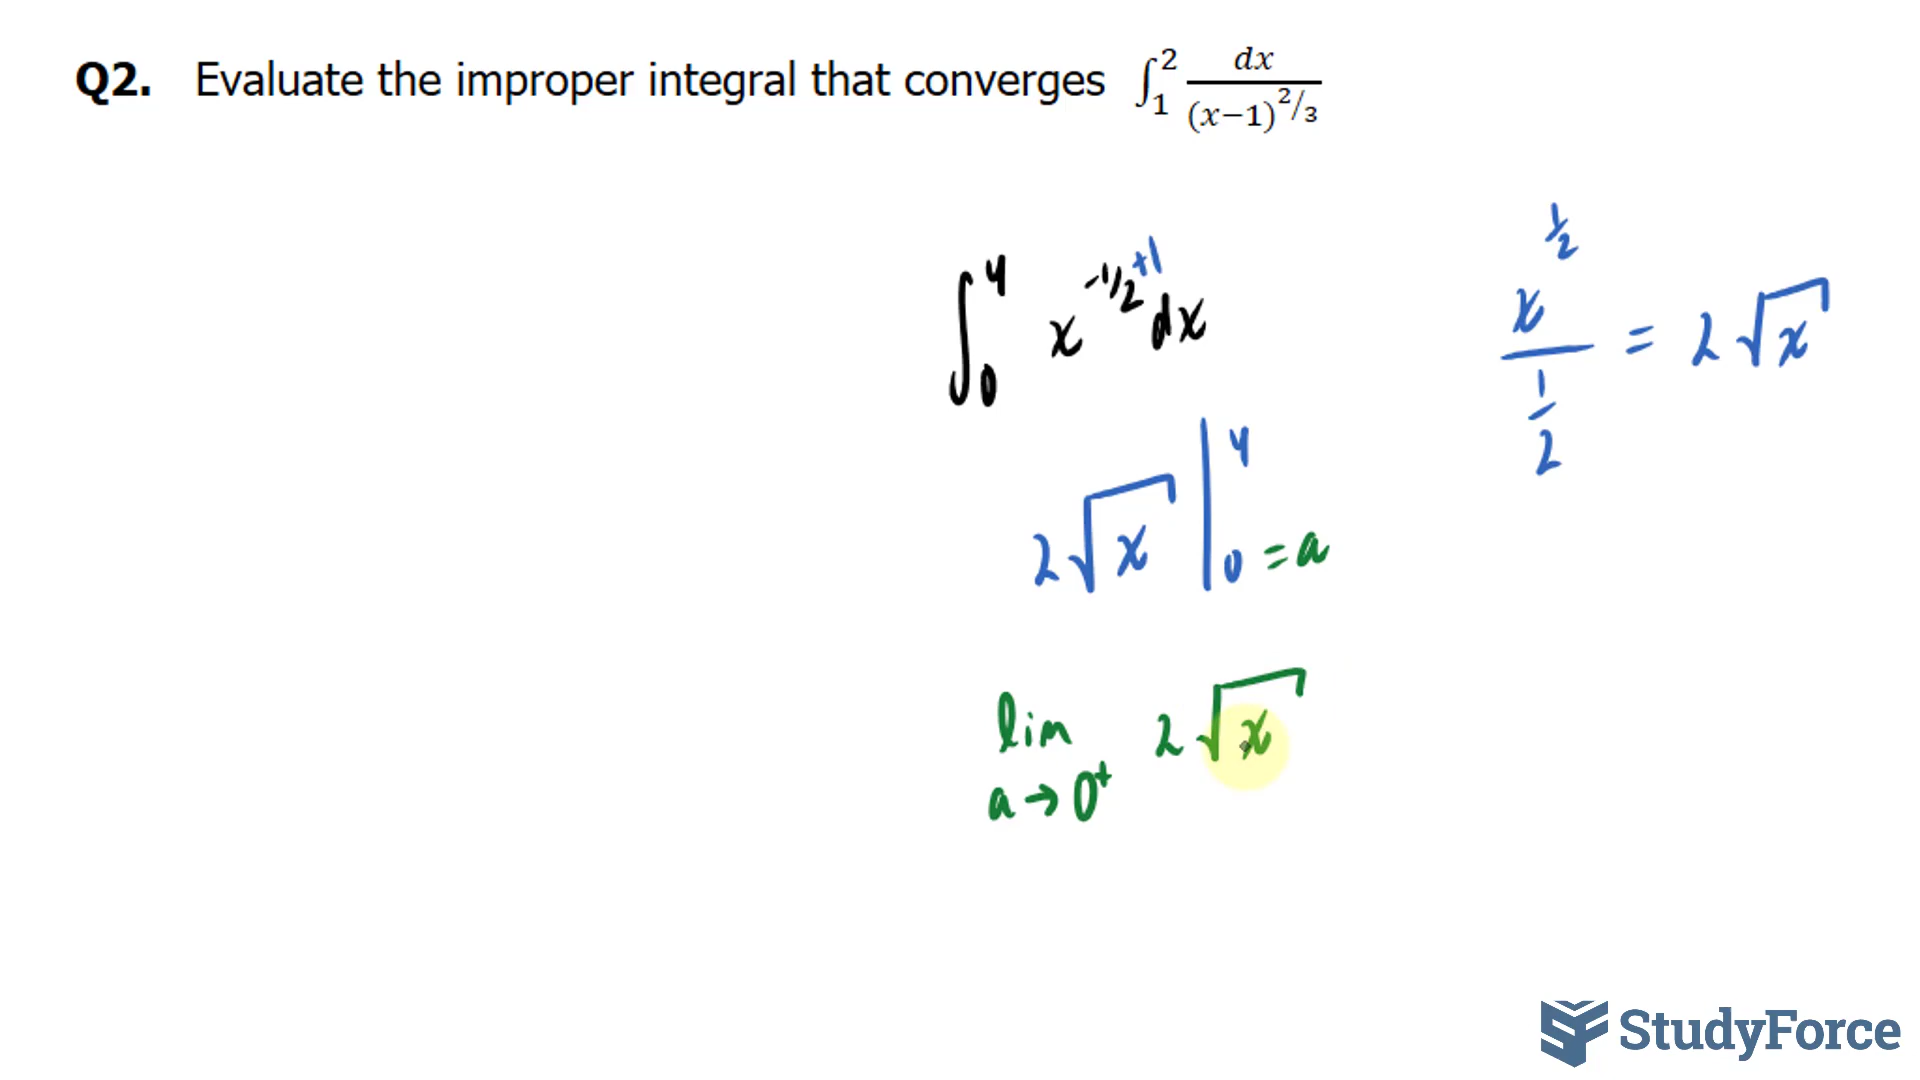 Q2. Evaluate the improper integral that converges ∫₁² dx/(x−1)^(2/3)
∫₀⁴ x^(-1/2 +1) dx
x^(1/2) / (1/2) = 2√x
2√x |₀⁴ = a
lim a→0⁺ 2√x
StudyForce